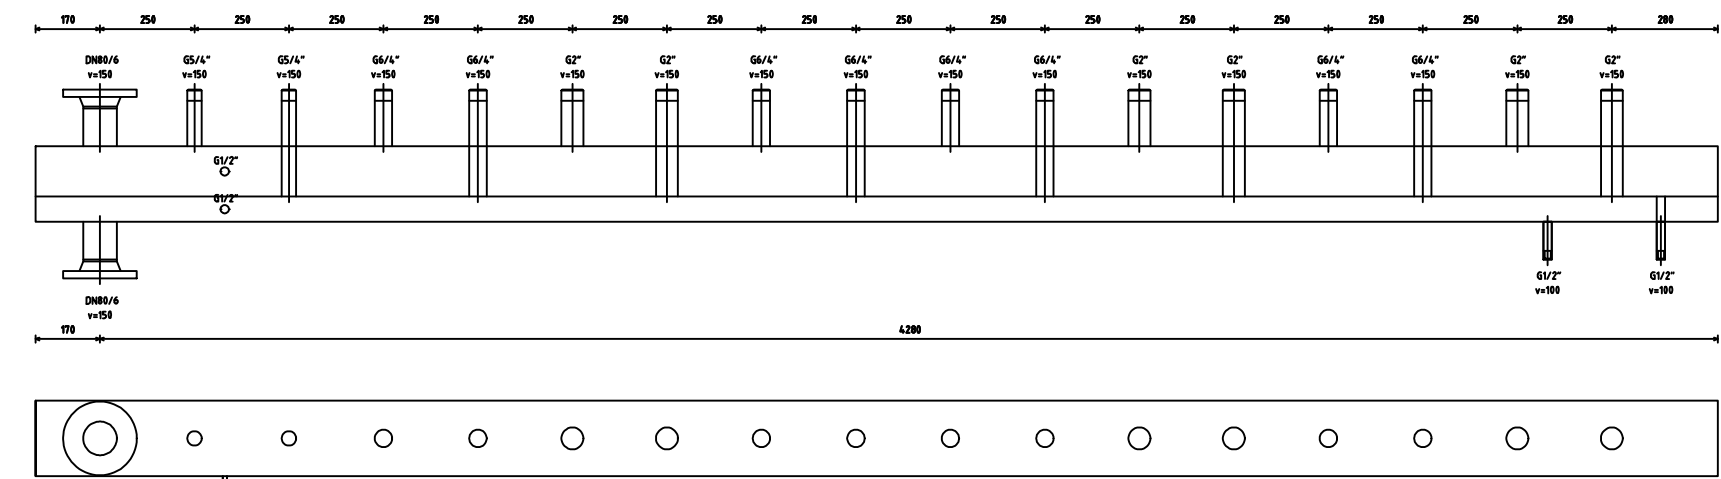 170 250 250 250 250 250 250 250 250 250 250 250 250 250 250 250 250 280
DN80/6 G5/4" G5/4" G6/4" G6/4" G2" G2" G6/4" G6/4" G6/4" G6/4" G2" G2" G6/4" G6/4" G2" G2"
v=150 v=150 v=150 v=150 v=150 v=150 v=150 v=150 v=150 v=150 v=150 v=150 v=150 v=150 v=150 v=150 v=150
G1/2"
G1/2"
G1/2" G1/2"
v=100 v=100
DN80/6
v=150
170 4280